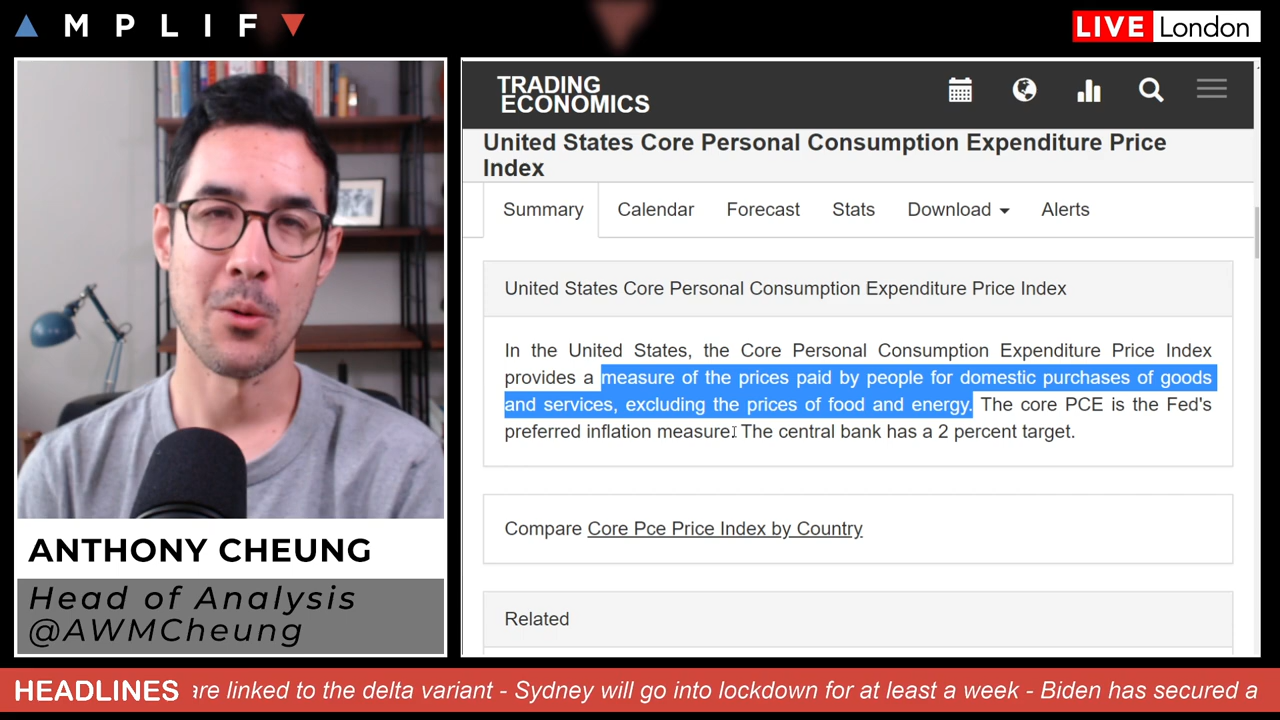 AMPLIFY
LIVE London
TRADING
ECONOMICS
United States Core Personal Consumption Expenditure Price
Index
Summary Calendar Forecast Stats Download Alerts
United States Core Personal Consumption Expenditure Price Index
In the United States, the Core Personal Consumption Expenditure Price Index
provides a measure of the prices paid by people for domestic purchases of goods
and services, excluding the prices of food and energy. The core PCE is the Fed's
preferred inflation measure. The central bank has a 2 percent target.
Compare Core Pce Price Index by Country
Related
ANTHONY CHEUNG
Head of Analysis
@AWMCheung
HEADLINES are linked to the delta variant - Sydney will go into lockdown for at least a week - Biden has secured a